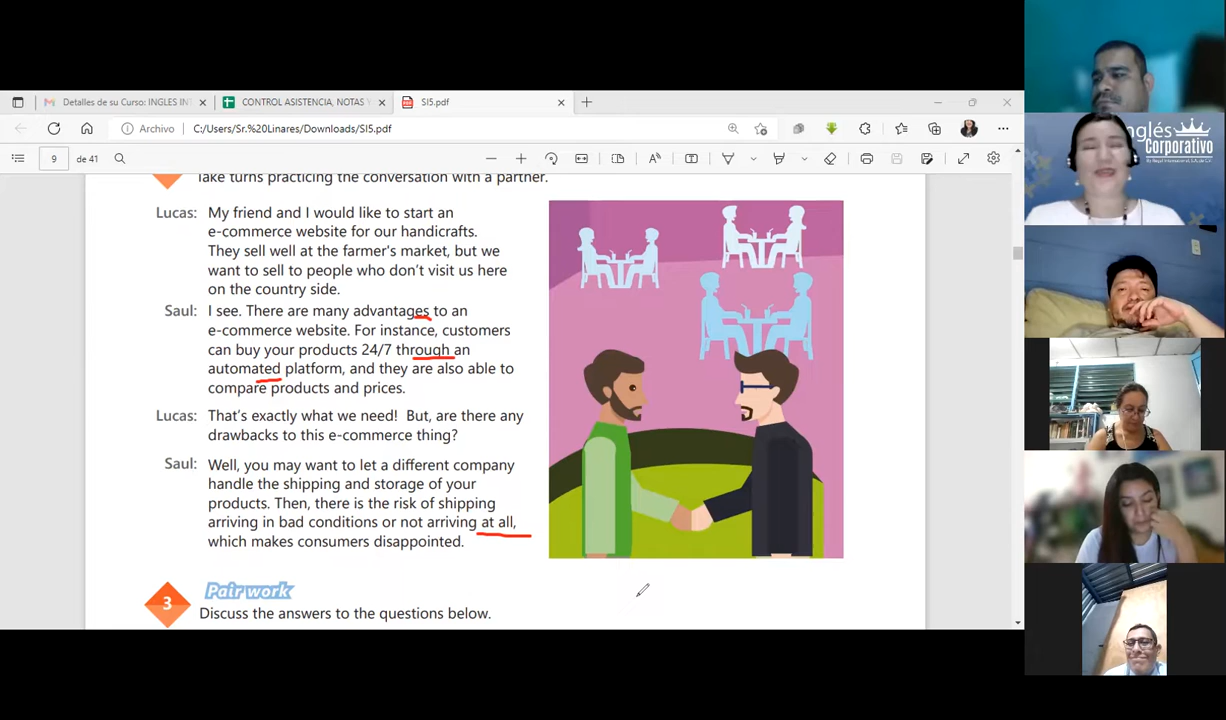 Detalles de su Curso: INGLES IN
CONTROL ASISTENCIA, NOTAS Y
SI5.pdf
Archivo
C:/Users/Sr.%20Linares/Downloads/SI5.pdf
9
de 41
Take turns practicing the conversation with a partner.
Lucas: My friend and I would like to start an
e-commerce website for our handicrafts.
They sell well at the farmer's market, but we
want to sell to people who don't visit us here
on the country side.
Saul: I see. There are many advantages to an
e-commerce website. For instance, customers
can buy your products 24/7 through an
automated platform, and they are also able to
compare products and prices.
Lucas: That's exactly what we need! But, are there any
drawbacks to this e-commerce thing?
Saul: Well, you may want to let a different company
handle the shipping and storage of your
products. Then, there is the risk of shipping
arriving in bad conditions or not arriving at all,
which makes consumers disappointed.
3
Pair work
Discuss the answers to the questions below.
nglés
Corporativo